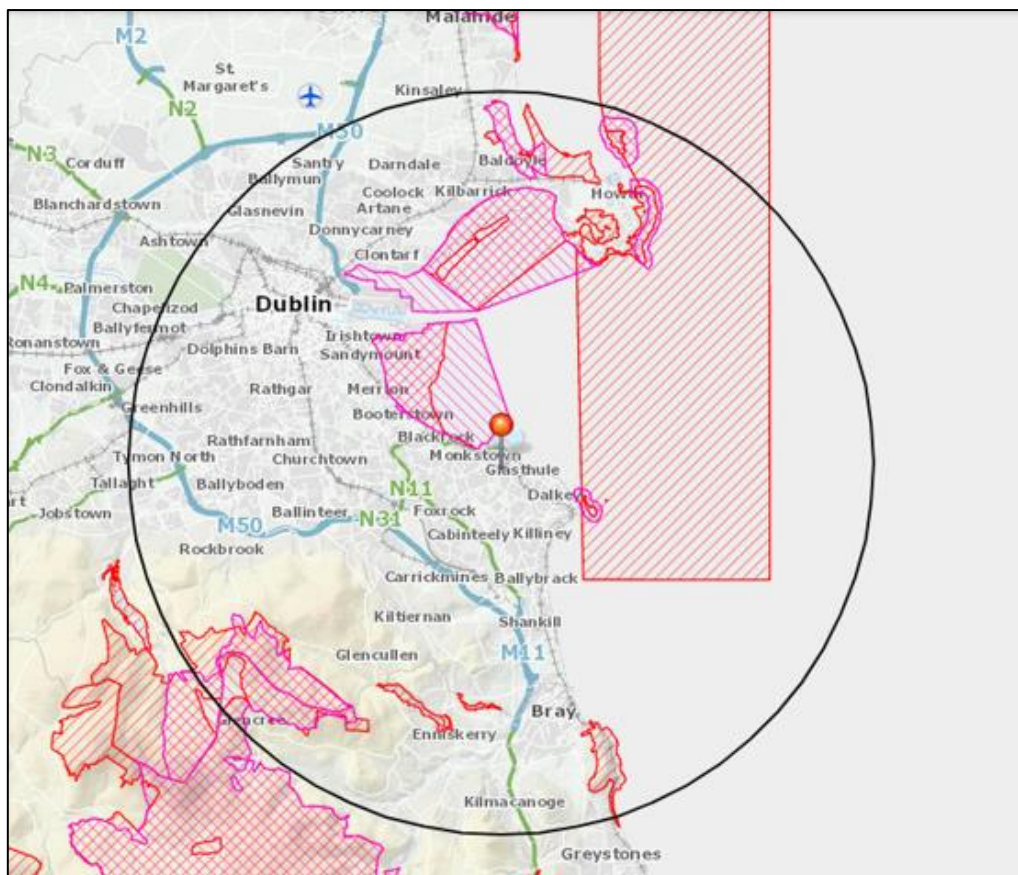 Malahide
M2
St.
Margaret's
Kinsaley
N2
M50
N3
Corduff
Santry
Darndale
Baldoyle
Ballymun
Coolock
Kilbarrick
Blanchardstown
Artane
Glasnevin
Donnycarney
Ashtown
Clontarf
N4
Palmerston
Chapelizod
Dublin
Ballyfermot
Irishtown
Ronanstown
Dolphins Barn
Sandymount
Fox & Geese
Clondalkin
Rathgar
Merrion
Greenhills
Booterstown
Rathfarnham
Blackrock
Tymon North
Churchtown
Monkstown
Glasthule
Tallaght
Ballyboden
N11
Dalkey
Jobstown
M50
Ballinteer
N31
Foxrock
Cabinteely
Killiney
Rockbrook
Carrickmines
Ballybrack
Kiltiernan
Shankill
Glencullen
M11
Glencree
Bray
Enniskerry
Kilmacanoge
Greystones